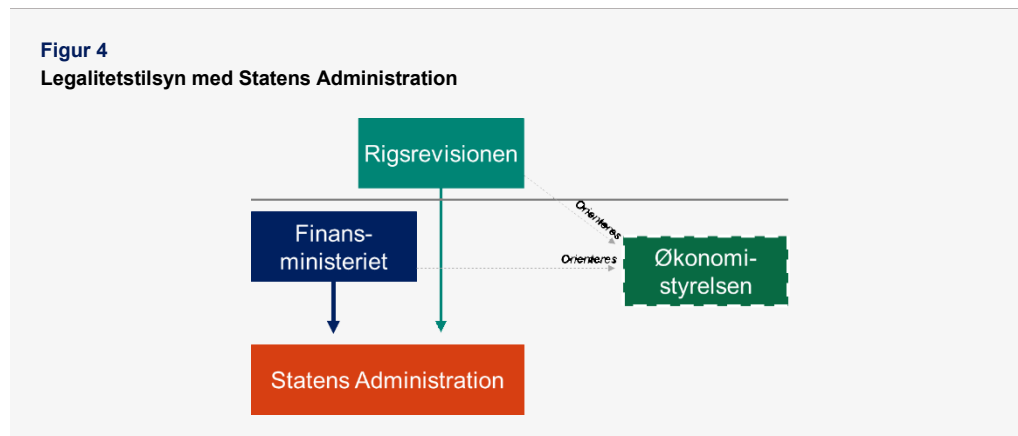 Figur 4
Legalitetstilsyn med Statens Administration
Rigsrevisionen
Orienteres
Finans-
ministeriet
Orienteres
Økonomi-
styrelsen
Statens Administration